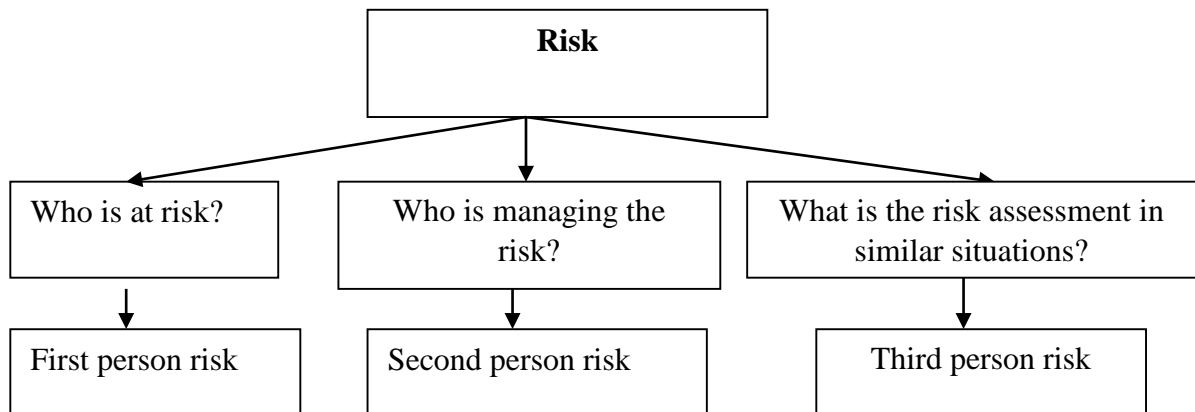 Risk
Who is at risk?
Who is managing the
risk?
What is the risk assessment in
similar situations?
First person risk
Second person risk
Third person risk